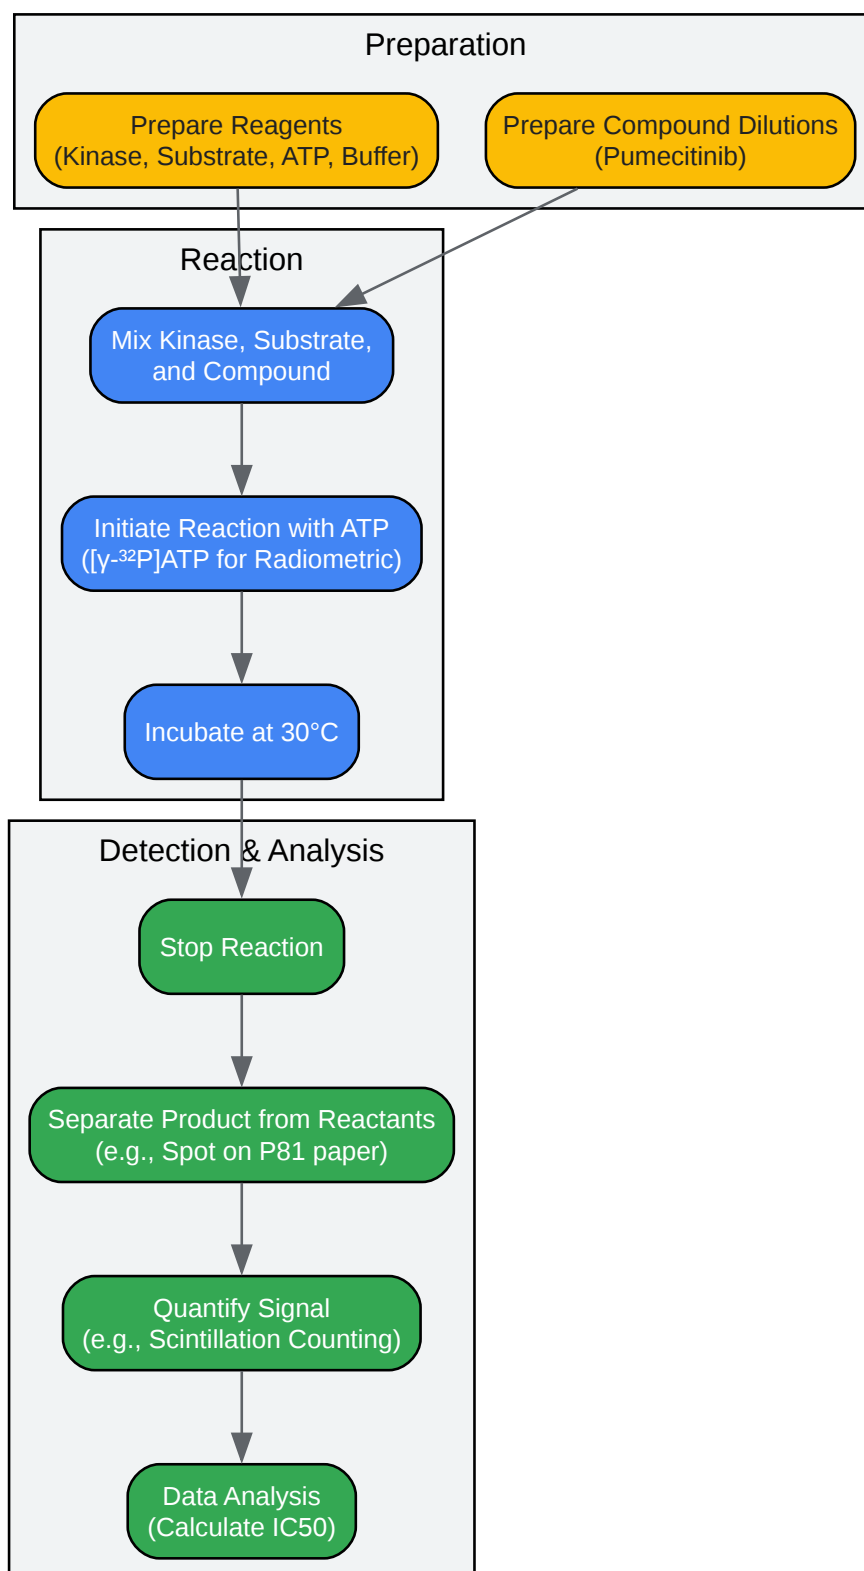 Preparation
Prepare Reagents
(Kinase, Substrate, ATP, Buffer)
Prepare Compound Dilutions
(Pumecitinib)
Reaction
Mix Kinase, Substrate,
and Compound
Initiate Reaction with ATP
([γ-³²P]ATP for Radiometric)
Incubate at 30°C
Detection & Analysis
Stop Reaction
Separate Product from Reactants
(e.g., Spot on P81 paper)
Quantify Signal
(e.g., Scintillation Counting)
Data Analysis
(Calculate IC50)